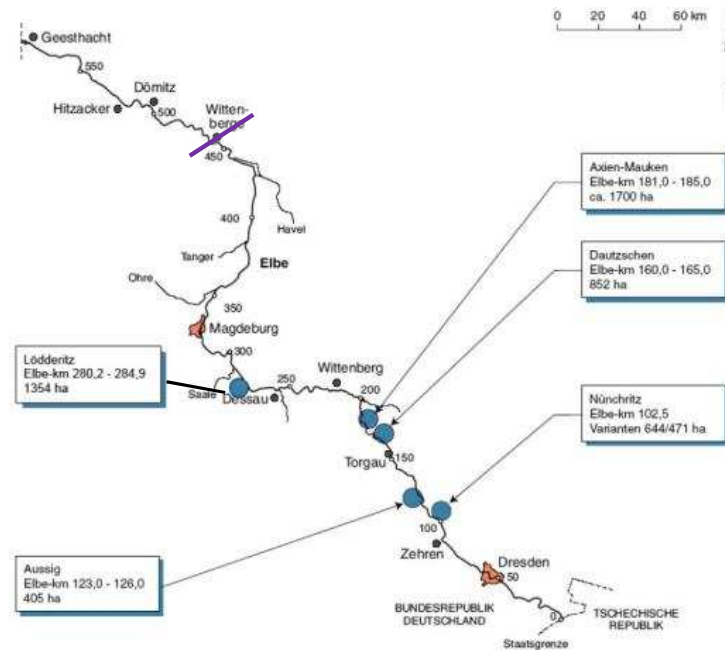 0 20 40 60 km
Geesthacht
550
Dömitz
Hitzacker
500
Witten-
berge
450
Axien-Mauken
Elbe-km 181,0 - 185,0
ca. 1700 ha
400
Havel
Tanger
Elbe
Dautzschen
Elbe-km 160,0 - 165,0
852 ha
Ohre
350
Magdeburg
Lödderitz
Elbe-km 280,2 - 284,9
1354 ha
300
Wittenberg
Saale
250
Dessau
200
Nünchritz
Elbe-km 102,5
Varianten 644/471 ha
Torgau
150
100
Zehren
Aussig
Elbe-km 123,0 - 126,0
405 ha
Dresden
50
BUNDESREPUBLIK
DEUTSCHLAND
0
TSCHECHISCHE
REPUBLIK
Staatsgrenze